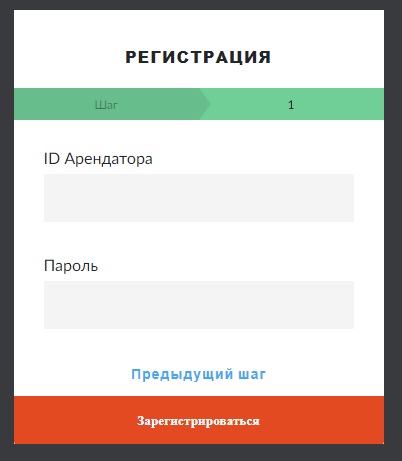 РЕГИСТРАЦИЯ
Шаг 1
ID Арендатора
Пароль
Предыдущий шаг
Зарегистрироваться